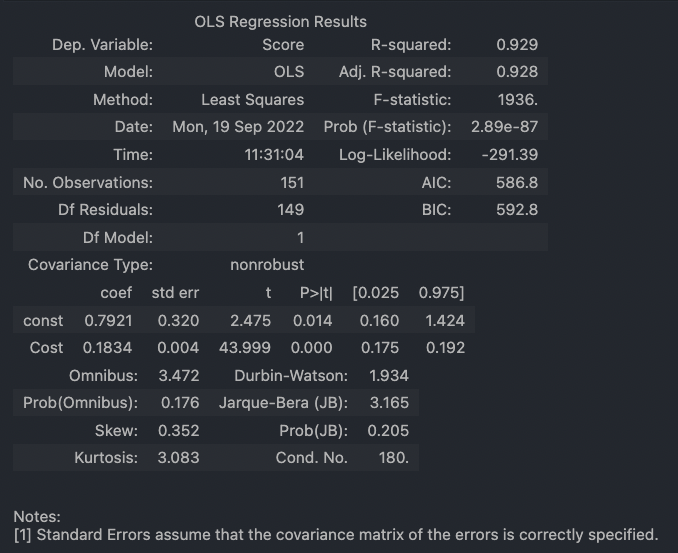 OLS Regression Results
Dep. Variable: Score R-squared: 0.929
Model: OLS Adj. R-squared: 0.928
Method: Least Squares F-statistic: 1936.
Date: Mon, 19 Sep 2022 Prob (F-statistic): 2.89e-87
Time: 11:31:04 Log-Likelihood: -291.39
No. Observations: 151 AIC: 586.8
Df Residuals: 149 BIC: 592.8
Df Model: 1
Covariance Type: nonrobust
coef std err t P>|t| [0.025 0.975]
const 0.7921 0.320 2.475 0.014 0.160 1.424
Cost 0.1834 0.004 43.999 0.000 0.175 0.192
Omnibus: 3.472 Durbin-Watson: 1.934
Prob(Omnibus): 0.176 Jarque-Bera (JB): 3.165
Skew: 0.352 Prob(JB): 0.205
Kurtosis: 3.083 Cond. No. 180.
Notes:
[1] Standard Errors assume that the covariance matrix of the errors is correctly specified.